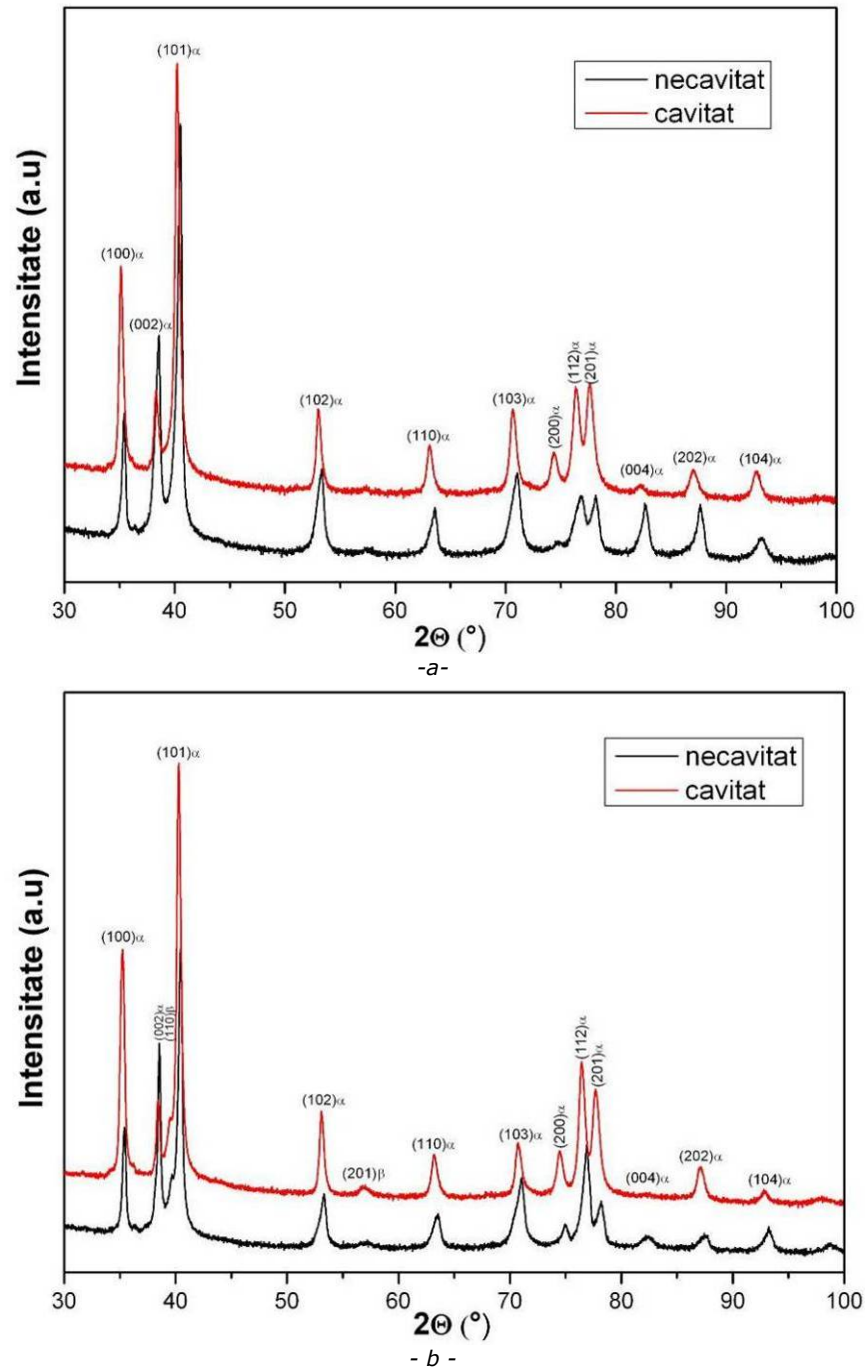 (101)α
necavitat
cavitat
(100)α
(002)α
(112)α
(201)α
(102)α
(103)α
(110)α
(200)α
(004)α
(202)α
(104)α
Intensitate (a.u)
30 40 50 60 70 80 90 100
2Θ (°)
-a-
(101)α
necavitat
cavitat
(100)α
(002)α
(110)β
(112)α
(201)α
(102)α
(201)β
(110)α
(103)α
(200)α
(004)α
(202)α
(104)α
Intensitate (a.u)
30 40 50 60 70 80 90 100
2Θ (°)
- b -